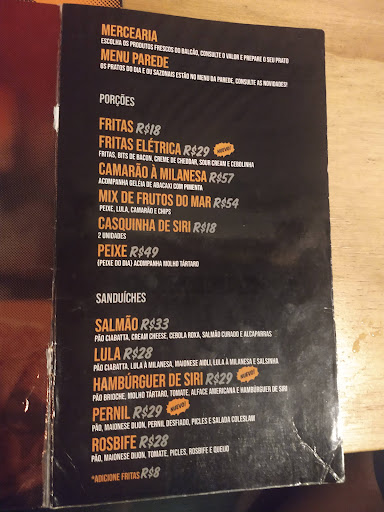 MERCEARIA
ESCOLHA OS PRODUTOS FRESCOS DO BALCÃO, CONSULTE O VALOR E PREPARE O SEU PRATO
MENU PAREDE
OS PRATOS DO DIA E OU SAZONAIS ESTÃO NO MENU DA PAREDE, CONSULTE AS NOVIDADES!
PORÇÕES
FRITAS R$18
FRITAS ELÉTRICA R$29 NOVO!
FRITAS, BITS DE BACON, CREME DE CHEDDAR, SOUR CREAM E CEBOLINHA
CAMARÃO À MILANESA R$57
ACOMPANHA GELÉIA DE ABACAXI COM PIMENTA
MIX DE FRUTOS DO MAR R$54
PEIXE, LULA, CAMARÃO E CHIPS
CASQUINHA DE SIRI R$18
2 UNIDADES
PEIXE R$49
(PEIXE DO DIA) ACOMPANHA MOLHO TÁRTARO
SANDUÍCHES
SALMÃO R$33
PÃO CIABATTA, CREAM CHEESE, CEBOLA ROXA, SALMÃO CURADO E ALCAPARRAS
LULA R$28
PÃO CIABATTA, LULA À MILANESA, MAIONESE AIOLI, LULA À MILANESA E SALSINHA
HAMBÚRGUER DE SIRI R$29 NOVO!
PÃO BRIOCHE, MOLHO TÁRTARO, TOMATE, ALFACE AMERICANA E HAMBÚRGUER DE SIRI
PERNIL R$29 NOVO!
PÃO, MAIONESE DIJON, PERNIL DESFIADO, PICLES E SALADA COLESLAW
ROSBIFE R$28
PÃO, MAIONESE DIJON, TOMATE, PICLES, ROSBIFE E QUEIJO
*ADICIONE FRITAS R$8